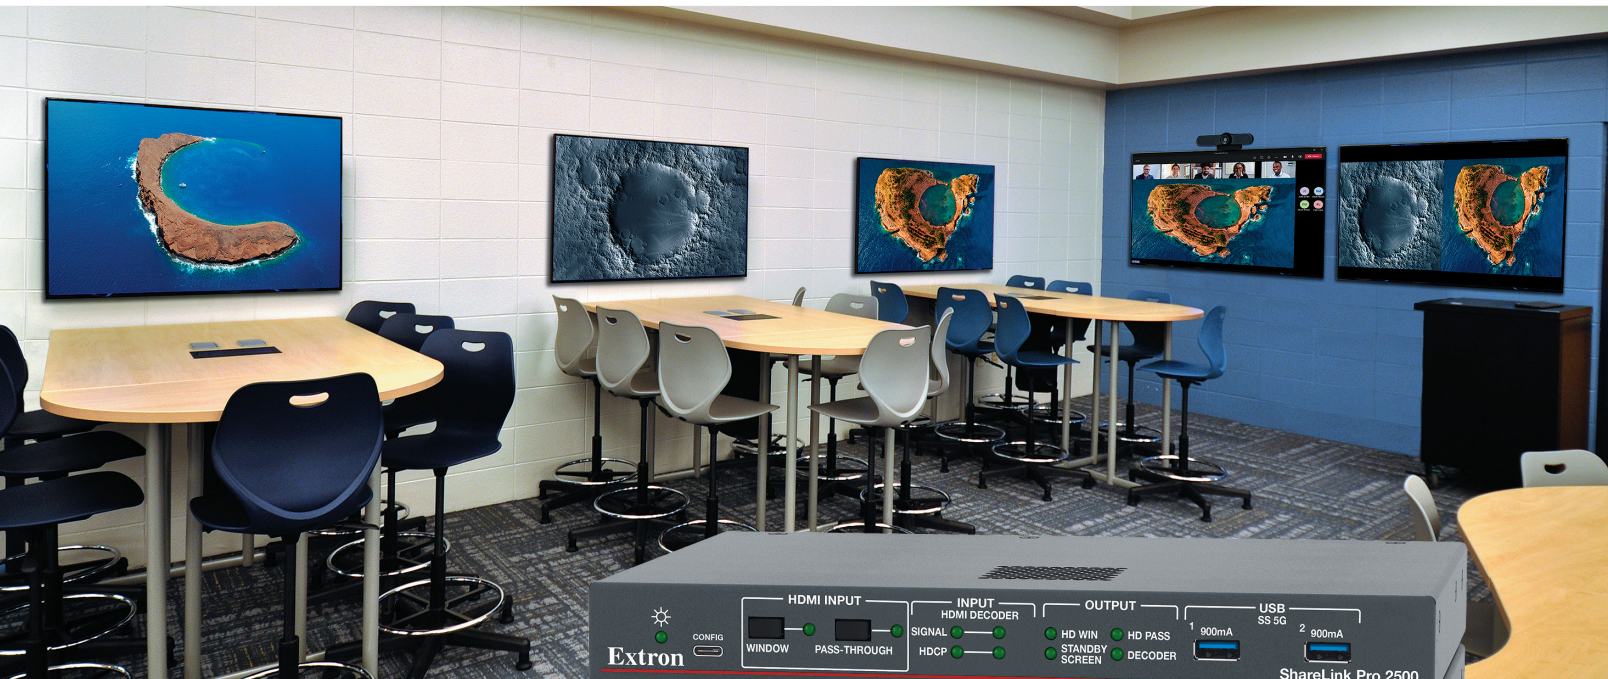 HDMI INPUT
INPUT
OUTPUT
USB
HDMI DECODER
SS 5G
1 900mA
2 900mA
CONFIG
SIGNAL
HD WIN
HD PASS
WINDOW
PASS-THROUGH
HDCP
STANDBY
SCREEN
DECODER
Extron
ShareLink Pro 2500